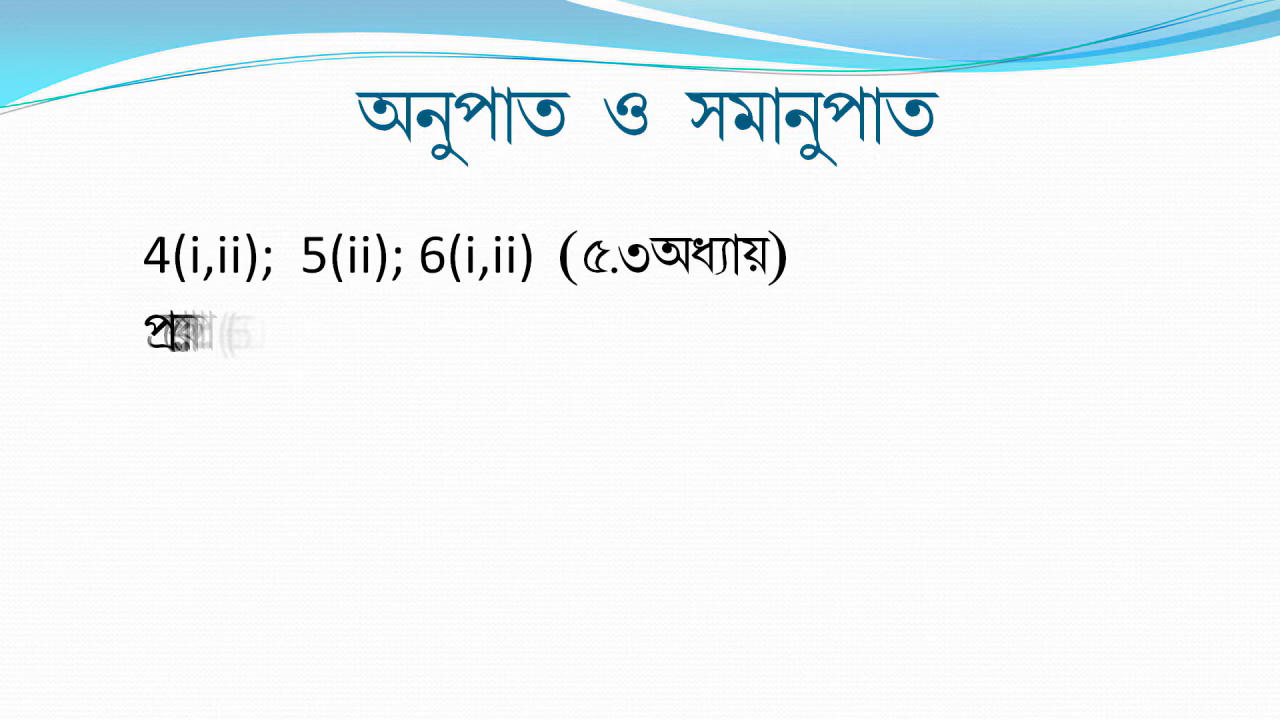 অনুপাত ও সমানুপাত
4(i,ii); 5(ii); 6(i,ii) (৫.৩অধ্যায়)